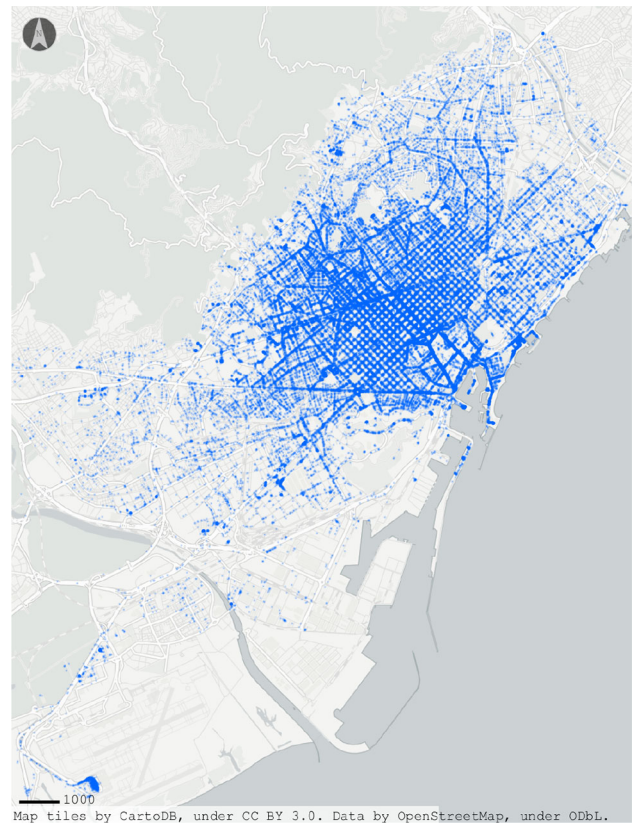 N
1000
Map tiles by CartoDB, under CC BY 3.0. Data by OpenStreetMap, under ODbL.